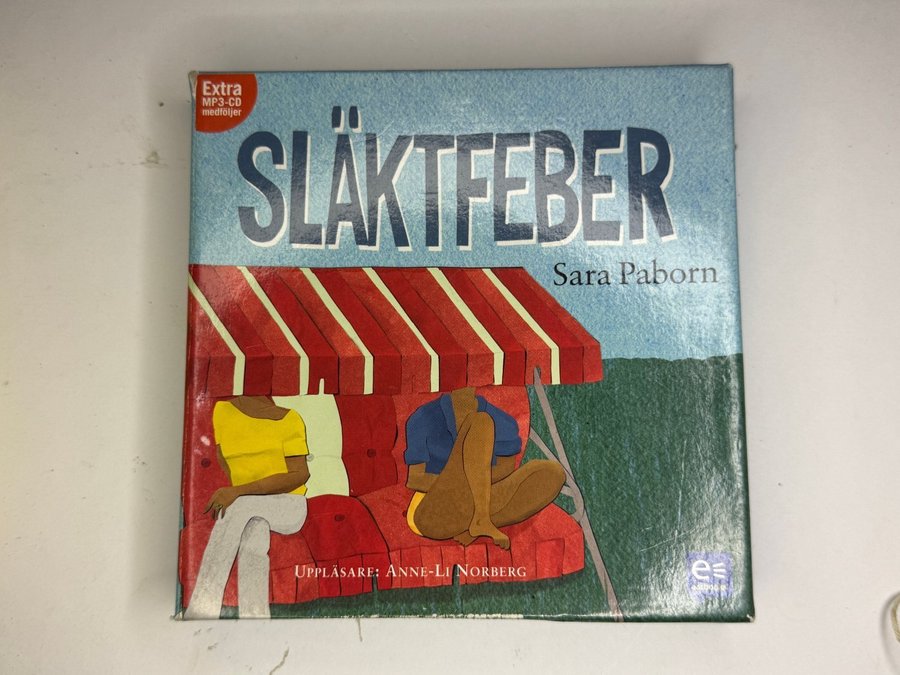 Extra
MP3-CD
medföljer
SLÄKTFEBER
Sara Paborn
UPPLÄSARE: ANNE-LI NORBERG